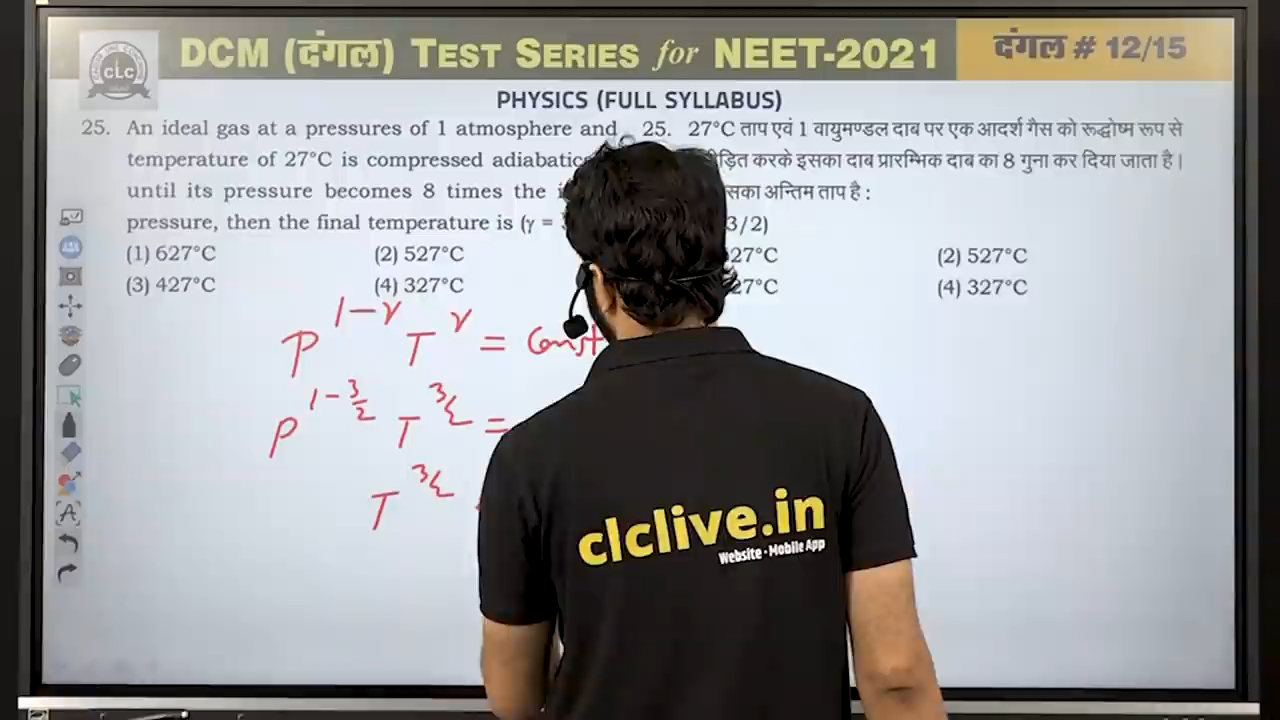 DCM (दंगल) TEST SERIES for NEET-2021
दंगल # 12/15
CLC
PHYSICS (FULL SYLLABUS)
25. An ideal gas at a pressures of 1 atmosphere and
temperature of 27°C is compressed
until its pressure becomes 8 times the
pressure, then the final temperature is (γ =
(1) 627°C (2) 527°C
(3) 427°C (4) 327°C
25. 27°C ताप एवं 1 वायुमण्डल दाब पर एक आदर्श गैस को रूद्धोष्म रूप से
करके इसका दाब प्रारम्भिक दाब का 8 गुना कर दिया जाता है।
अन्तिम ताप है :
3/2)
27°C (2) 527°C
27°C (4) 327°C
P^{1-γ} T^γ = Const
P^{1-3/2} T^{3/2} =
T^{3/2}
clclive.in
Website · Mobile App